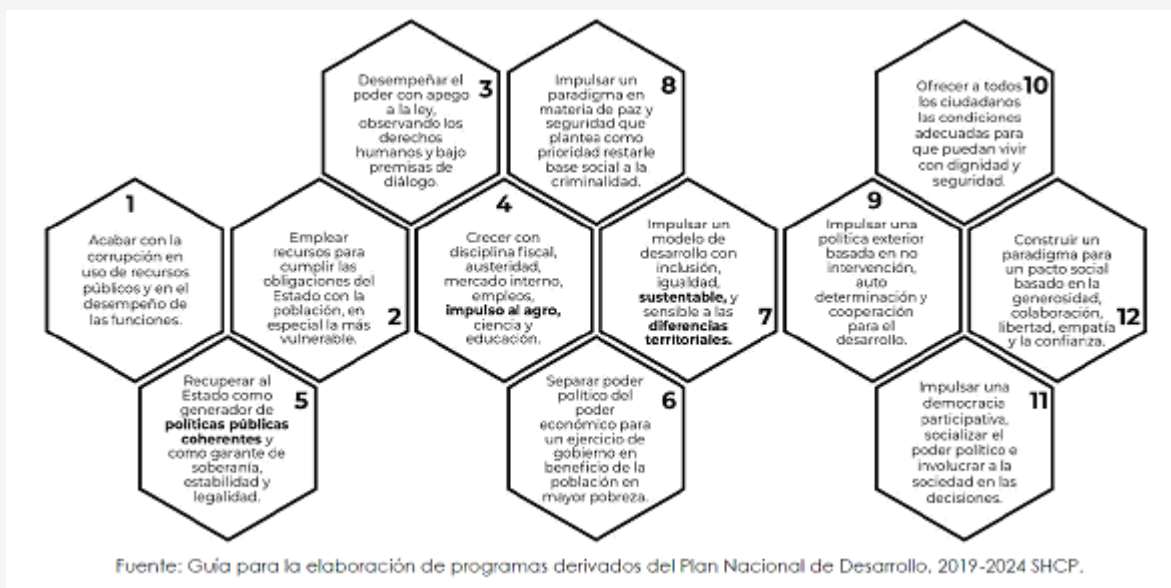 1
Acabar con la
corrupción en
uso de recursos
públicos y en el
desempeño de
las funciones.
Emplear
recursos para
cumplir las
obligaciones del
Estado con la
población, en
especial la más
vulnerable.
2
Desempeñar el
poder con apego
a la ley,
observando los
derechos
humanos y bajo
premisas de
diálogo.
3
4
Crecer con
disciplina fiscal,
austeridad,
mercado interno,
empleos,
impulso al agro,
ciencia y
educación.
Recuperar al
Estado como
generador de
políticas públicas
coherentes y
como garante de
soberanía,
estabilidad y
legalidad.
5
Separar poder
político del
poder
económico para
un ejercicio de
gobierno en
beneficio de la
población en
mayor pobreza.
6
Impulsar un
modelo de
desarrollo con
inclusión,
igualdad,
sustentable, y
sensible a las
diferencias
territoriales.
7
Impulsar un
paradigma en
materia de paz y
seguridad que
plantea como
prioridad restarle
base social a la
criminalidad.
8
9
Impulsar una
política exterior
basada en no
intervención,
auto
determinación y
cooperación
para el
desarrollo.
Ofrecer a todos
los ciudadanos
las condiciones
adecuadas para
que puedan vivir
con dignidad y
seguridad.
10
Impulsar una
democracia
participativa,
socializar el
poder político e
involucrar a la
sociedad en las
decisiones.
11
Construir un
paradigma para
un pacto social
basado en la
generosidad,
colaboración,
libertad, empatía
y la confianza.
12
Fuente: Guía para la elaboración de programas derivados del Plan Nacional de Desarrollo, 2019-2024 SHCP.